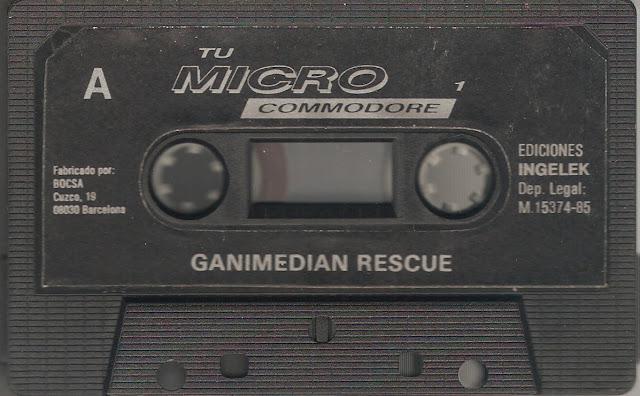 TU
MICRO
COMMODORE
A
1
Fabricado por:
BOCSA
Cuzco, 19
08030 Barcelona
EDICIONES
INGELEK
Dep. Legal:
M.15374-85
GANIMEDIAN RESCUE